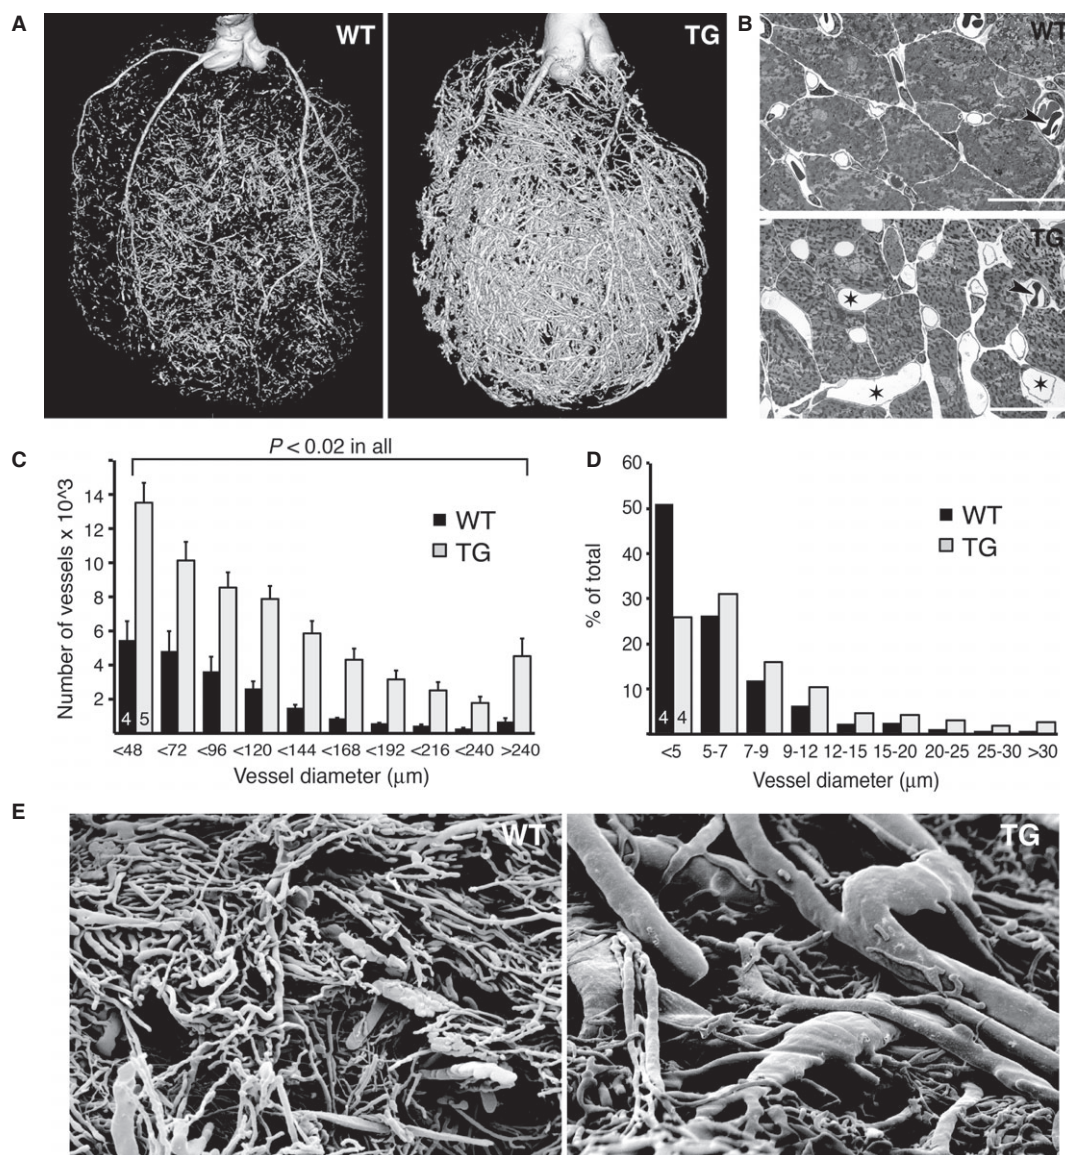 A
WT
TG
B
WT
TG
C
P < 0.02 in all
Number of vessels x 10^3
14
12
10
8
6
4
2
WT
TG
4
5
<48
<72
<96
<120
<144
<168
<192
<216
<240
>240
Vessel diameter (μm)
D
% of total
60
50
40
30
20
10
WT
TG
4
4
<5
5-7
7-9
9-12
12-15
15-20
20-25
25-30
>30
Vessel diameter (μm)
E
WT
TG